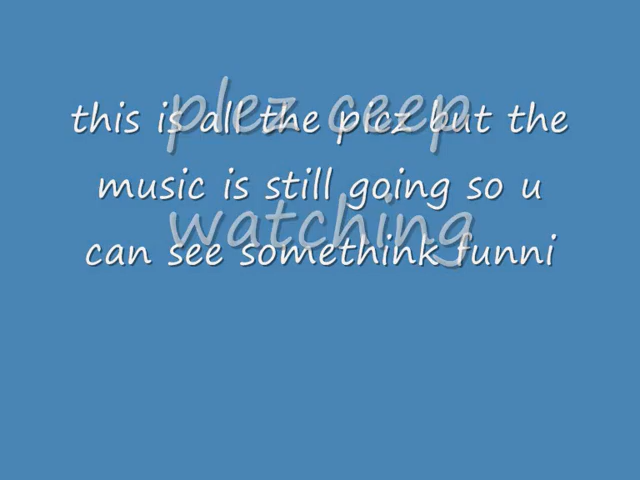 plez ceep
this is all the picz but the
music is still going so u
watching
can see somethink funni